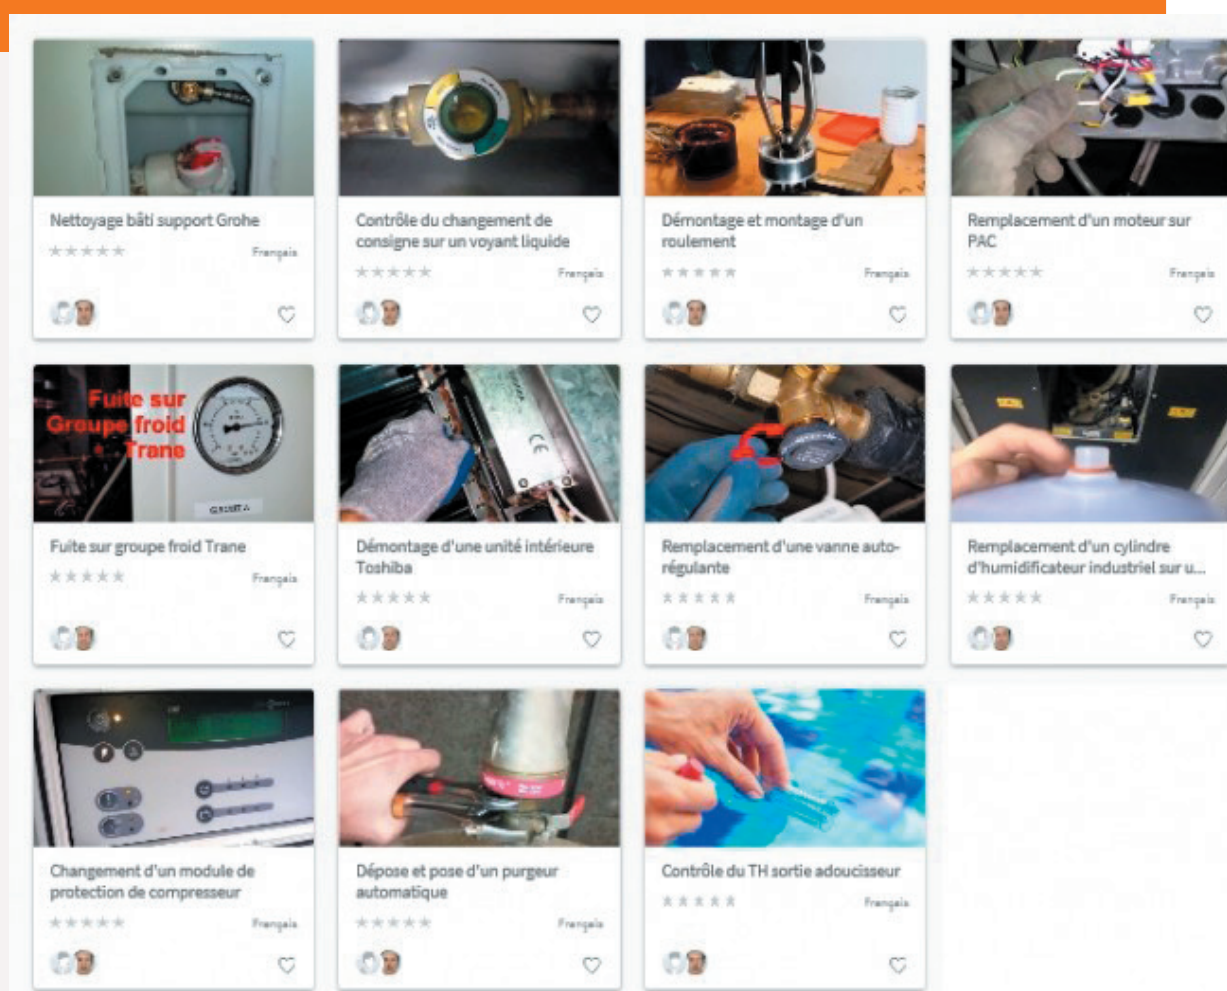 Nettoyage bâti support Grohe
Français
Contrôle du changement de
consigne sur un voyant liquide
Français
Démontage et montage d'un
roulement
Français
Remplacement d'un moteur sur
PAC
Français
Fuite sur
Groupe froid
Trane
CIRCUIT A
Fuite sur groupe froid Trane
Français
CE
Démontage d'une unité intérieure
Toshiba
Français
Remplacement d'une vanne auto-
régulante
Français
Remplacement d'un cylindre
d'humidificateur industriel sur u...
Français
Changement d'un module de
protection de compresseur
Français
Dépose et pose d'un purgeur
automatique
Français
Contrôle du TH sortie adoucisseur
Français